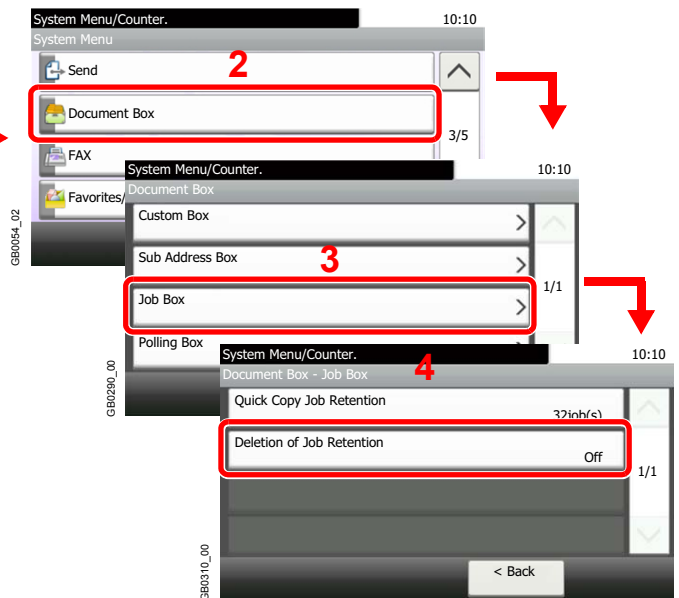 System Menu/Counter.
10:10
System Menu
2
Send
Document Box
3/5
FAX
Favorites/
GB0054_02
System Menu/Counter.
10:10
Document Box
Custom Box
Sub Address Box
3
Job Box
1/1
Polling Box
GB0290_00
System Menu/Counter.
10:10
4
Document Box - Job Box
Quick Copy Job Retention
32job(s)
Deletion of Job Retention
Off
1/1
< Back
GB0310_00